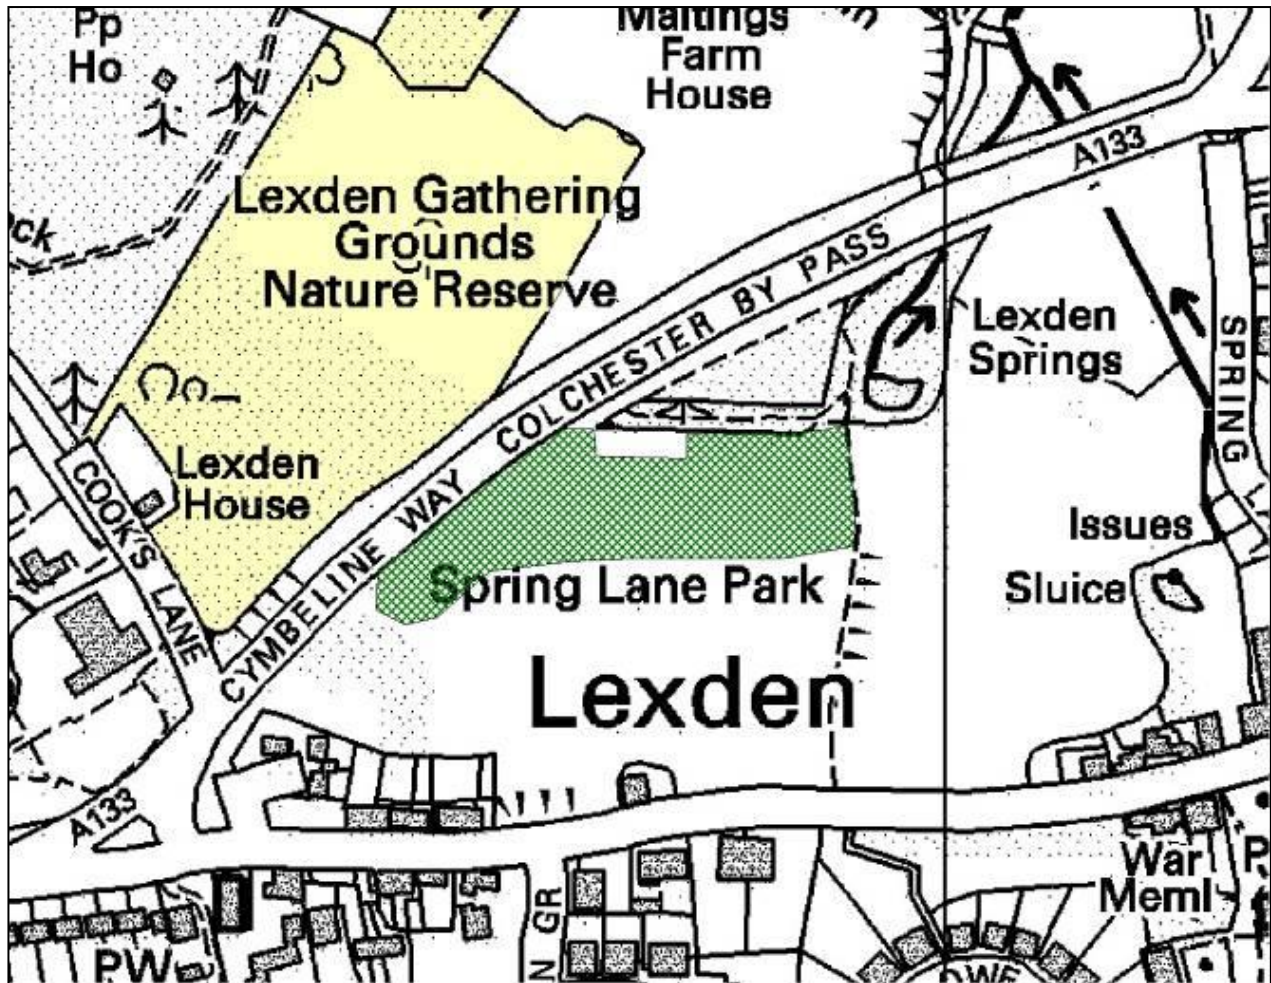 Pp
Ho
Maltings
Farm
House
A133
Lexden Gathering
Grounds
Nature Reserve
CYMBELINE WAY COLCHESTER BY PASS
Lexden
Springs
SPRING
Lexden
House
COOK'S LANE
Issues
Sluice
Spring Lane Park
Lexden
A133
War
Meml
GR
PW